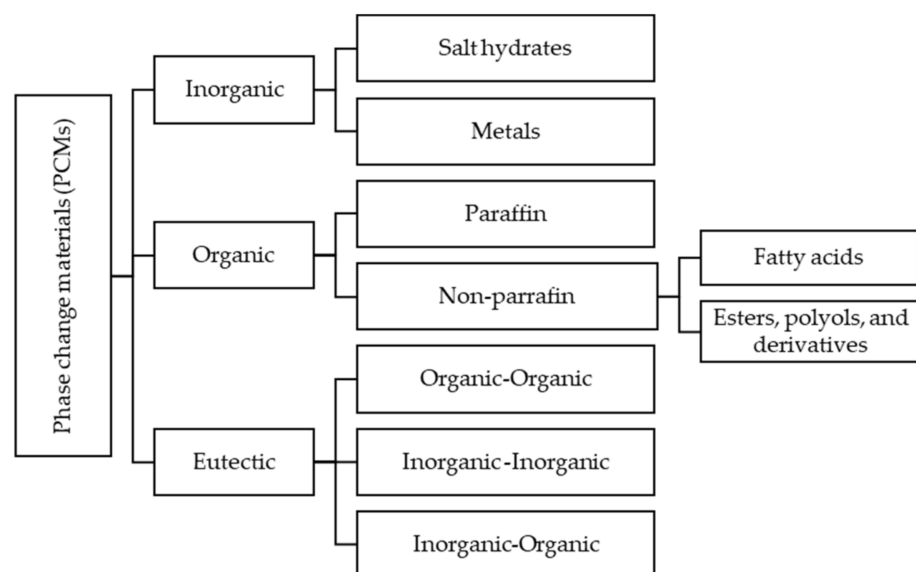 Phase change materials (PCMs)
Inorganic
Salt hydrates
Metals
Organic
Paraffin
Non-parrafin
Fatty acids
Esters, polyols, and
derivatives
Eutectic
Organic-Organic
Inorganic-Inorganic
Inorganic-Organic